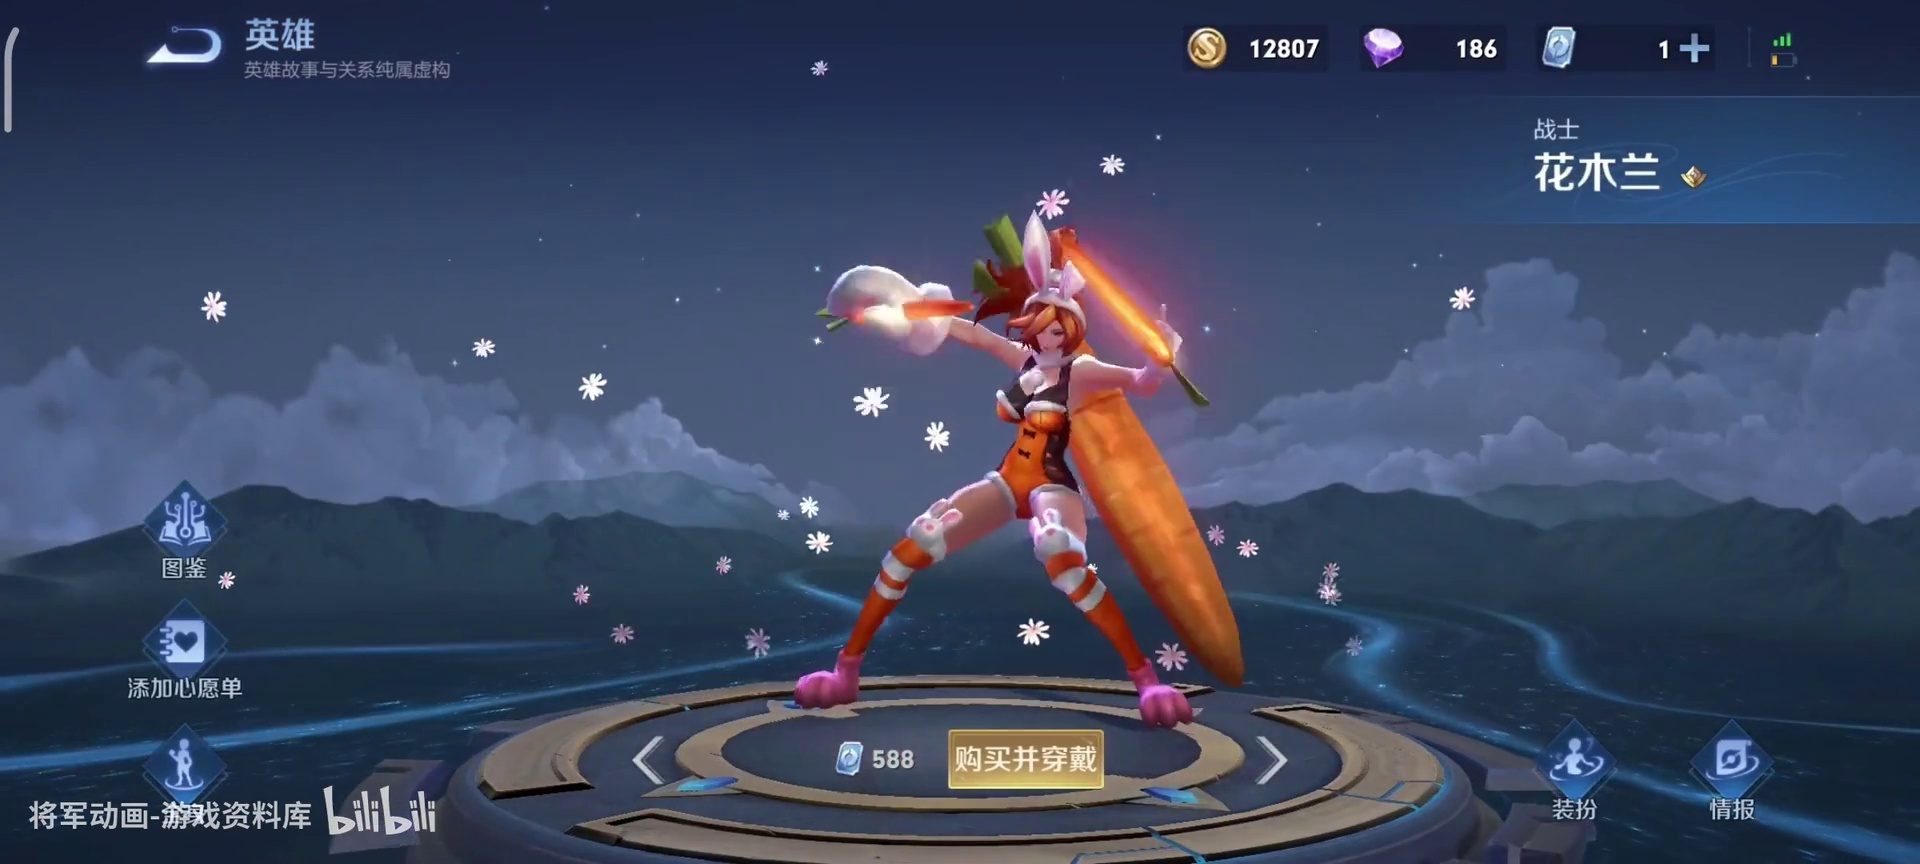 英雄
英雄故事与关系纯属虚构
12807
186
1
战士
花木兰
图鉴
添加心愿单
588
购买并穿戴
装扮
情报
将军动画-游戏资料库
bilibili